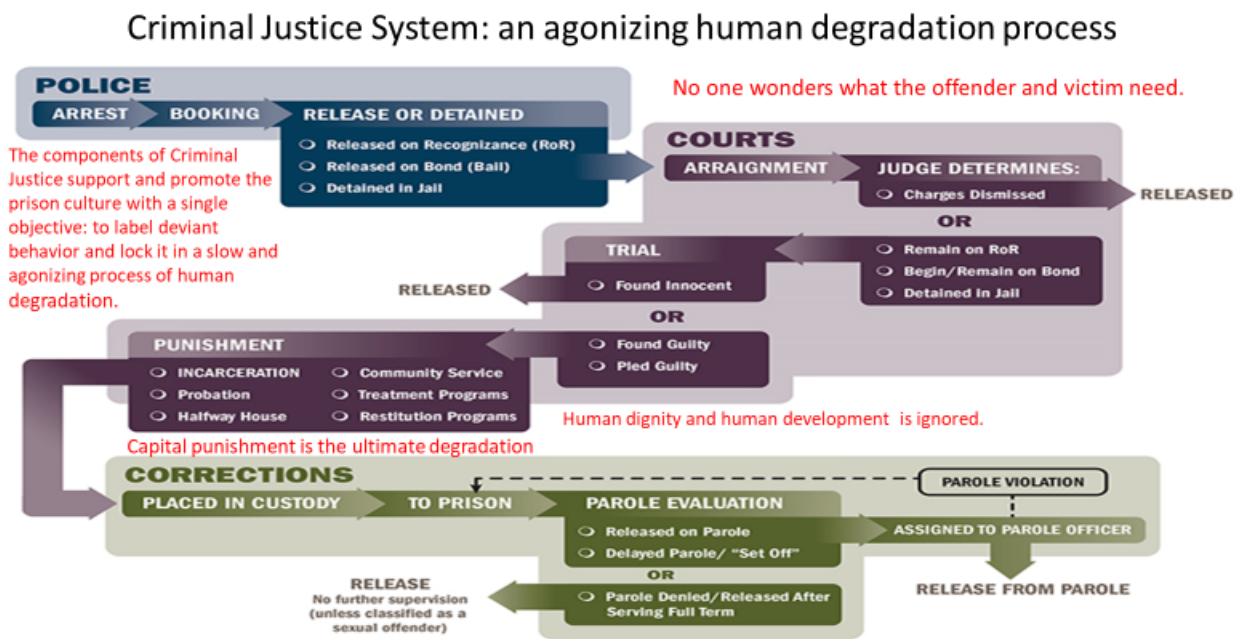 Criminal Justice System: an agonizing human degradation process
POLICE
ARREST
BOOKING
RELEASE OR DETAINED
Released on Recognizance (RoR)
Released on Bond (Bail)
Detained in Jail
No one wonders what the offender and victim need.
The components of Criminal
Justice support and promote the
prison culture with a single
objective: to label deviant
behavior and lock it in a slow and
agonizing process of human
degradation.
COURTS
ARRAIGNMENT
JUDGE DETERMINES:
Charges Dismissed
RELEASED
OR
Remain on RoR
Begin/Remain on Bond
Detained in Jail
TRIAL
Found Innocent
RELEASED
OR
Found Guilty
Pled Guilty
PUNISHMENT
INCARCERATION
Probation
Halfway House
Community Service
Treatment Programs
Restitution Programs
Human dignity and human development is ignored.
Capital punishment is the ultimate degradation
CORRECTIONS
PLACED IN CUSTODY
TO PRISON
PAROLE EVALUATION
Released on Parole
Delayed Parole/ "Set Off"
OR
Parole Denied/Released After
Serving Full Term
PAROLE VIOLATION
ASSIGNED TO PAROLE OFFICER
RELEASE FROM PAROLE
RELEASE
No further supervision
(unless classified as a
sexual offender)